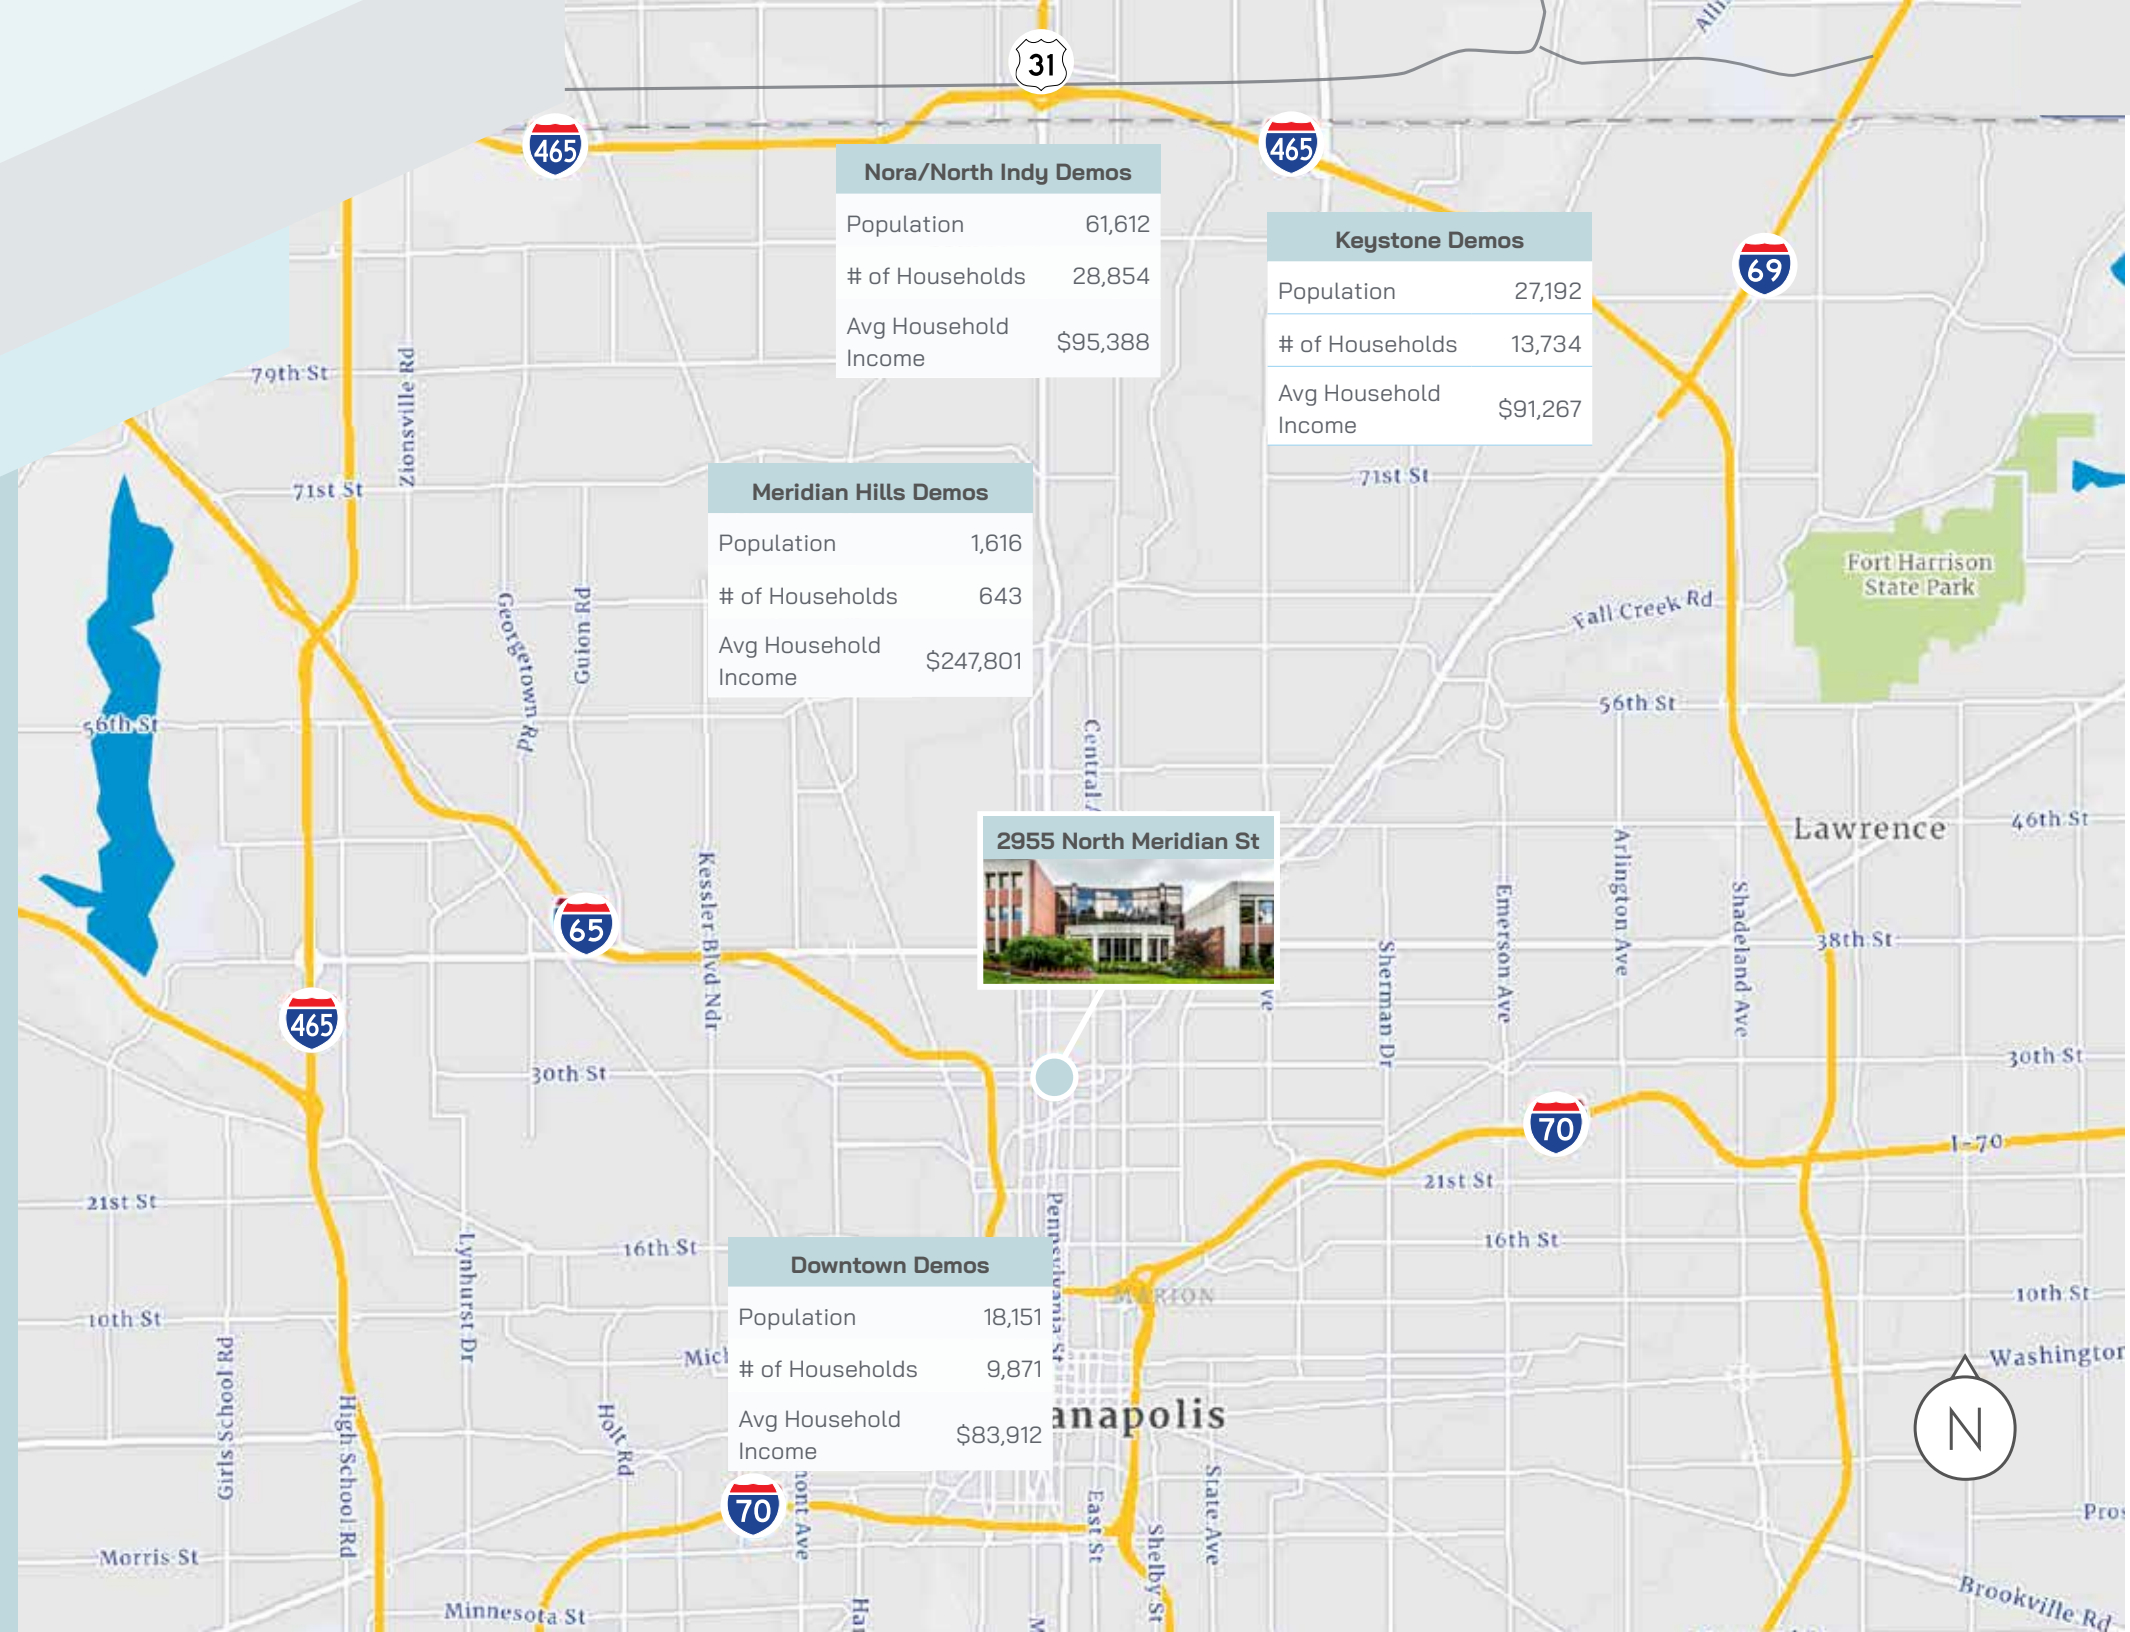 31
465
465
Nora/North Indy Demos
Population 61,612
# of Households 28,854
Avg Household
Income $95,388
Keystone Demos
Population 27,192
# of Households 13,734
Avg Household
Income $91,267
69
79th St
Zionsville Rd
71st St
71st St
Meridian Hills Demos
Population 1,616
# of Households 643
Avg Household
Income $247,801
Fort Harrison
State Park
Fall Creek Rd
Georgetown Rd
Guion Rd
56th St
56th St
Central
2955 North Meridian St
Lawrence
46th St
Kessler Blvd Ndr
65
Sherman Dr
Emerson Ave
Arlington Ave
Shadeland Ave
38th St
465
30th St
30th St
70
I-70
21st St
21st St
Pennsylvania St
16th St
16th St
Lynhurst Dr
Downtown Demos
Population 18,151
# of Households 9,871
Avg Household
Income $83,912
MARION
10th St
10th St
Washington
Girls School Rd
High School Rd
Holt Rd
anapolis
N
70
East St
State Ave
Shelby St
Morris St
Minnesota St
Brookville Rd